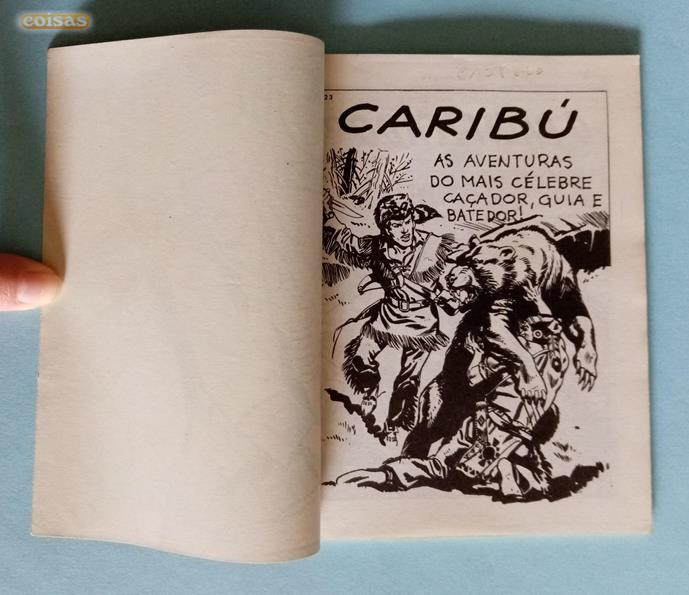 coisas
23
CARIBÚ
AS AVENTURAS
DO MAIS CÉLEBRE
CAÇADOR, GUIA E
BATEDOR!